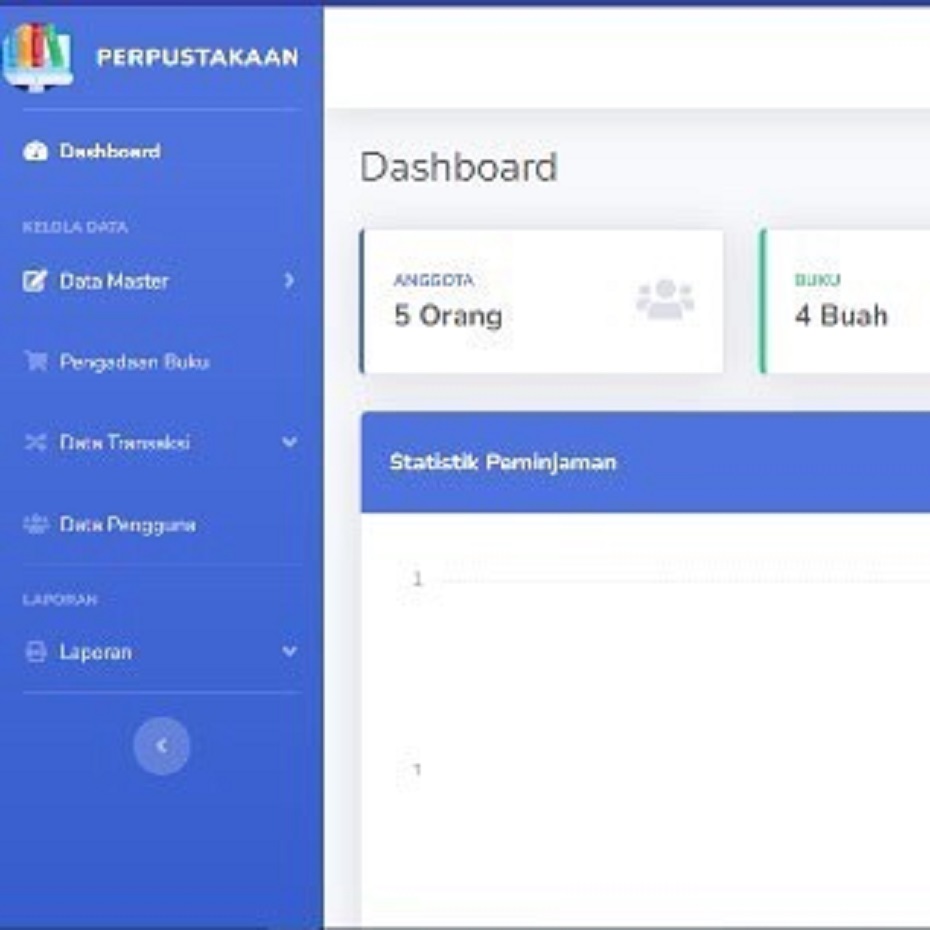 PERPUSTAKAAN
Dashboard
KELOLA DATA
Data Master
Pengadaan Buku
Data Transaksi
Data Pengguna
LAPORAN
Laporan
Dashboard
ANGGOTA
5 Orang
BUKU
4 Buah
Statistik Peminjaman
1
1